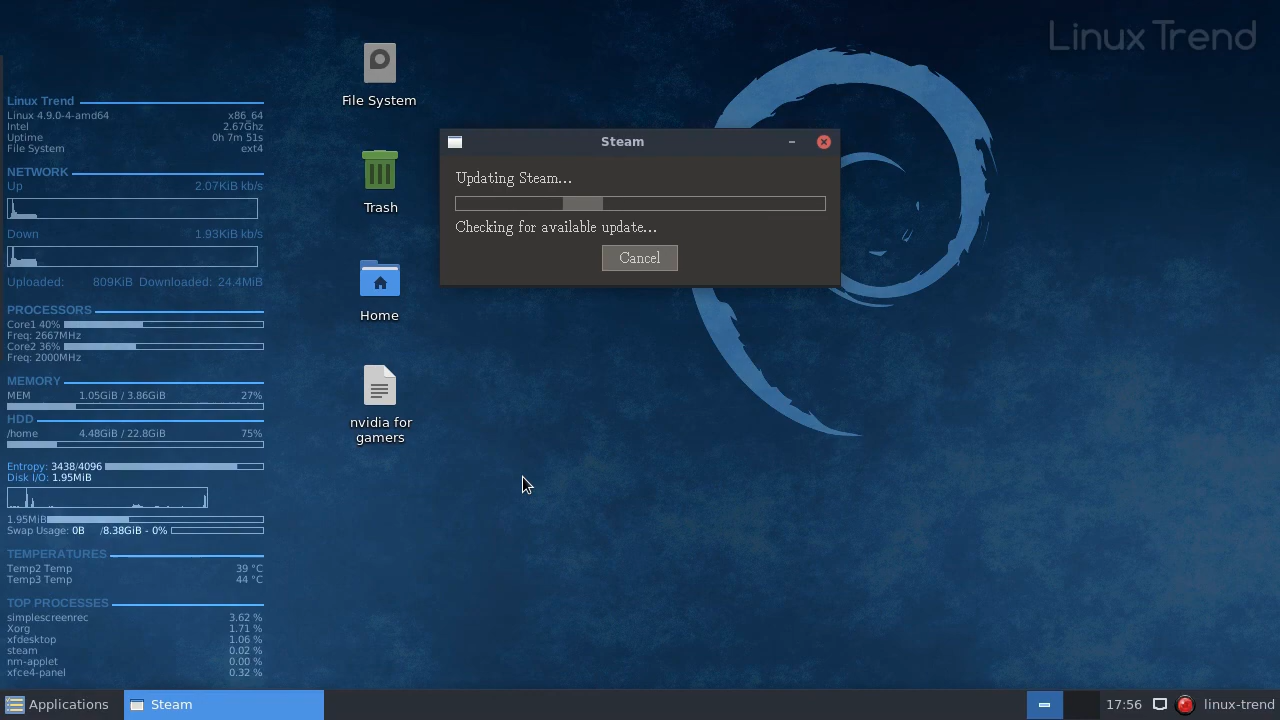 Linux Trend
Linux Trend
Linux 4.9.0-4-amd64 x86_64
Intel 2.67Ghz
Uptime 0h 7m 51s
File System ext4
NETWORK
Up 2.07KiB kb/s
Down 1.93KiB kb/s
Uploaded: 809KiB Downloaded: 24.4MiB
PROCESSORS
Core1 40%
Freq: 2667MHz
Core2 36%
Freq: 2000MHz
MEMORY
MEM 1.05GiB / 3.86GiB 27%
HDD
/home 4.48GiB / 22.8GiB 75%
Entropy: 3438/4096
Disk I/O: 1.95MiB
1.95MiB
Swap Usage: 0B /8.38GiB - 0%
TEMPERATURES
Temp2 Temp 39 °C
Temp3 Temp 44 °C
TOP PROCESSES
simplescreenrec 3.62 %
Xorg 1.71 %
xfdesktop 1.06 %
steam 0.02 %
nm-applet 0.00 %
xfce4-panel 0.32 %
File System
Trash
Home
nvidia for
gamers
Steam
Updating Steam...
Checking for available update...
Cancel
Applications
Steam
17:56
linux-trend